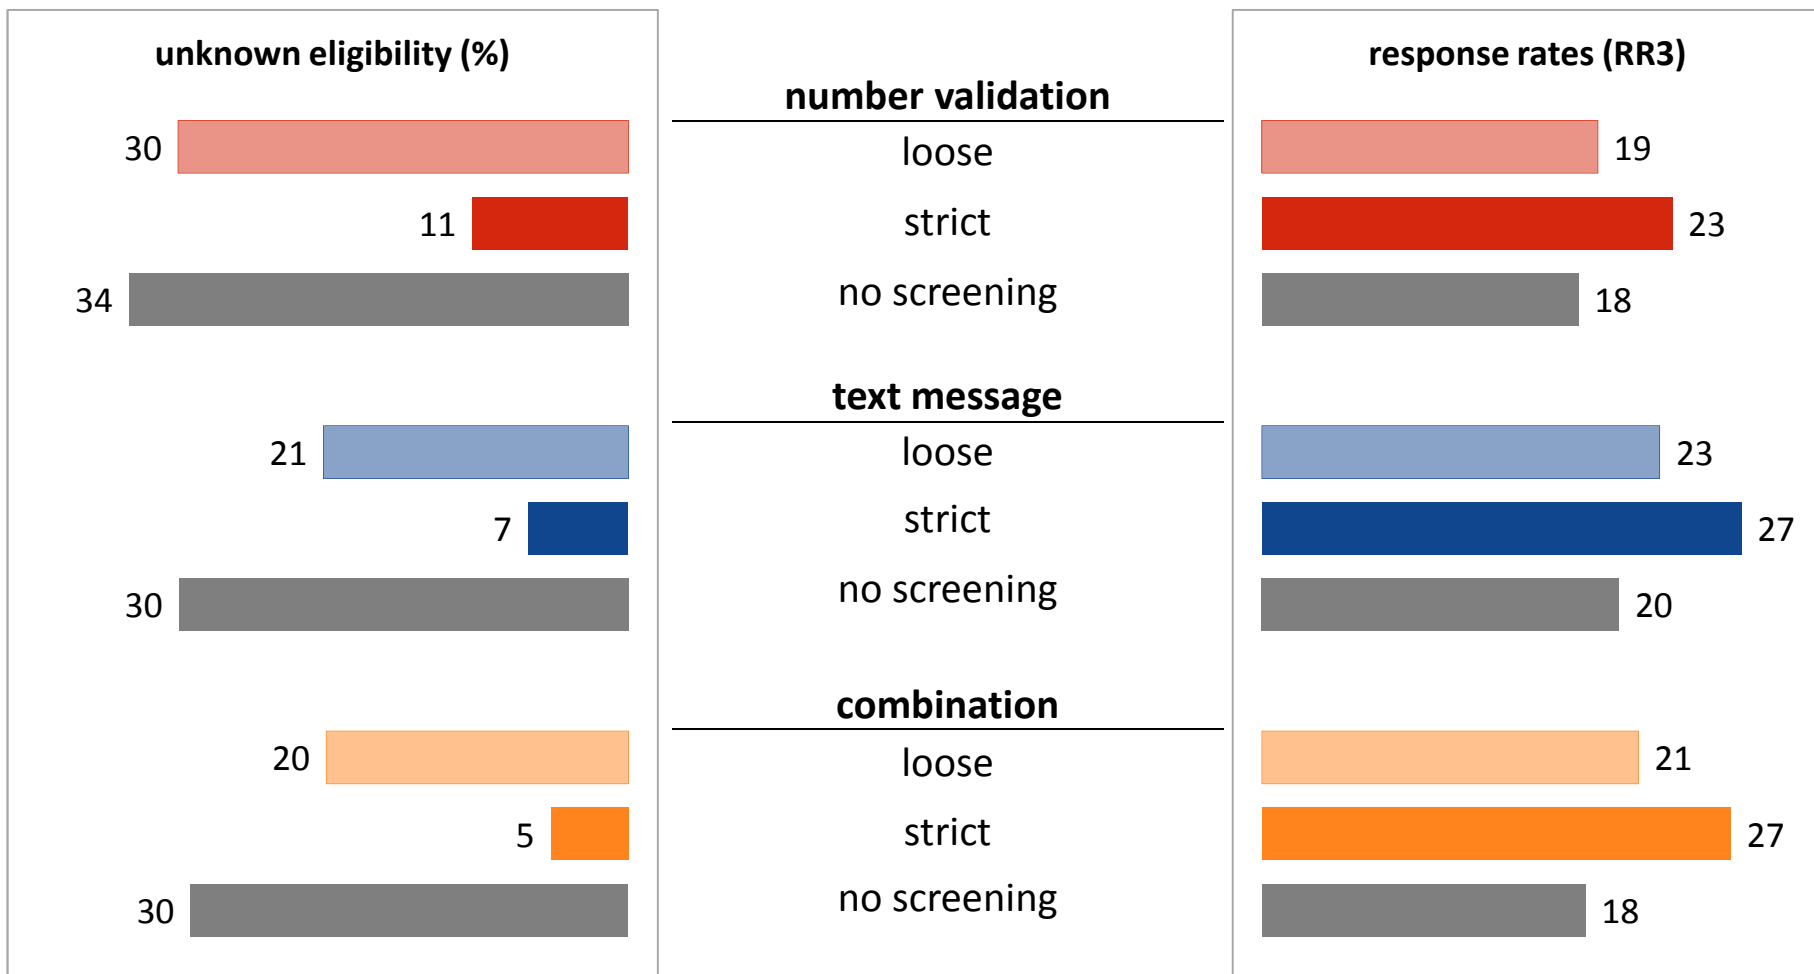 unknown eligibility (%)
response rates (RR3)
number validation
30 loose 19
11 strict 23
34 no screening 18
text message
21 loose 23
7 strict 27
30 no screening 20
combination
20 loose 21
5 strict 27
30 no screening 18